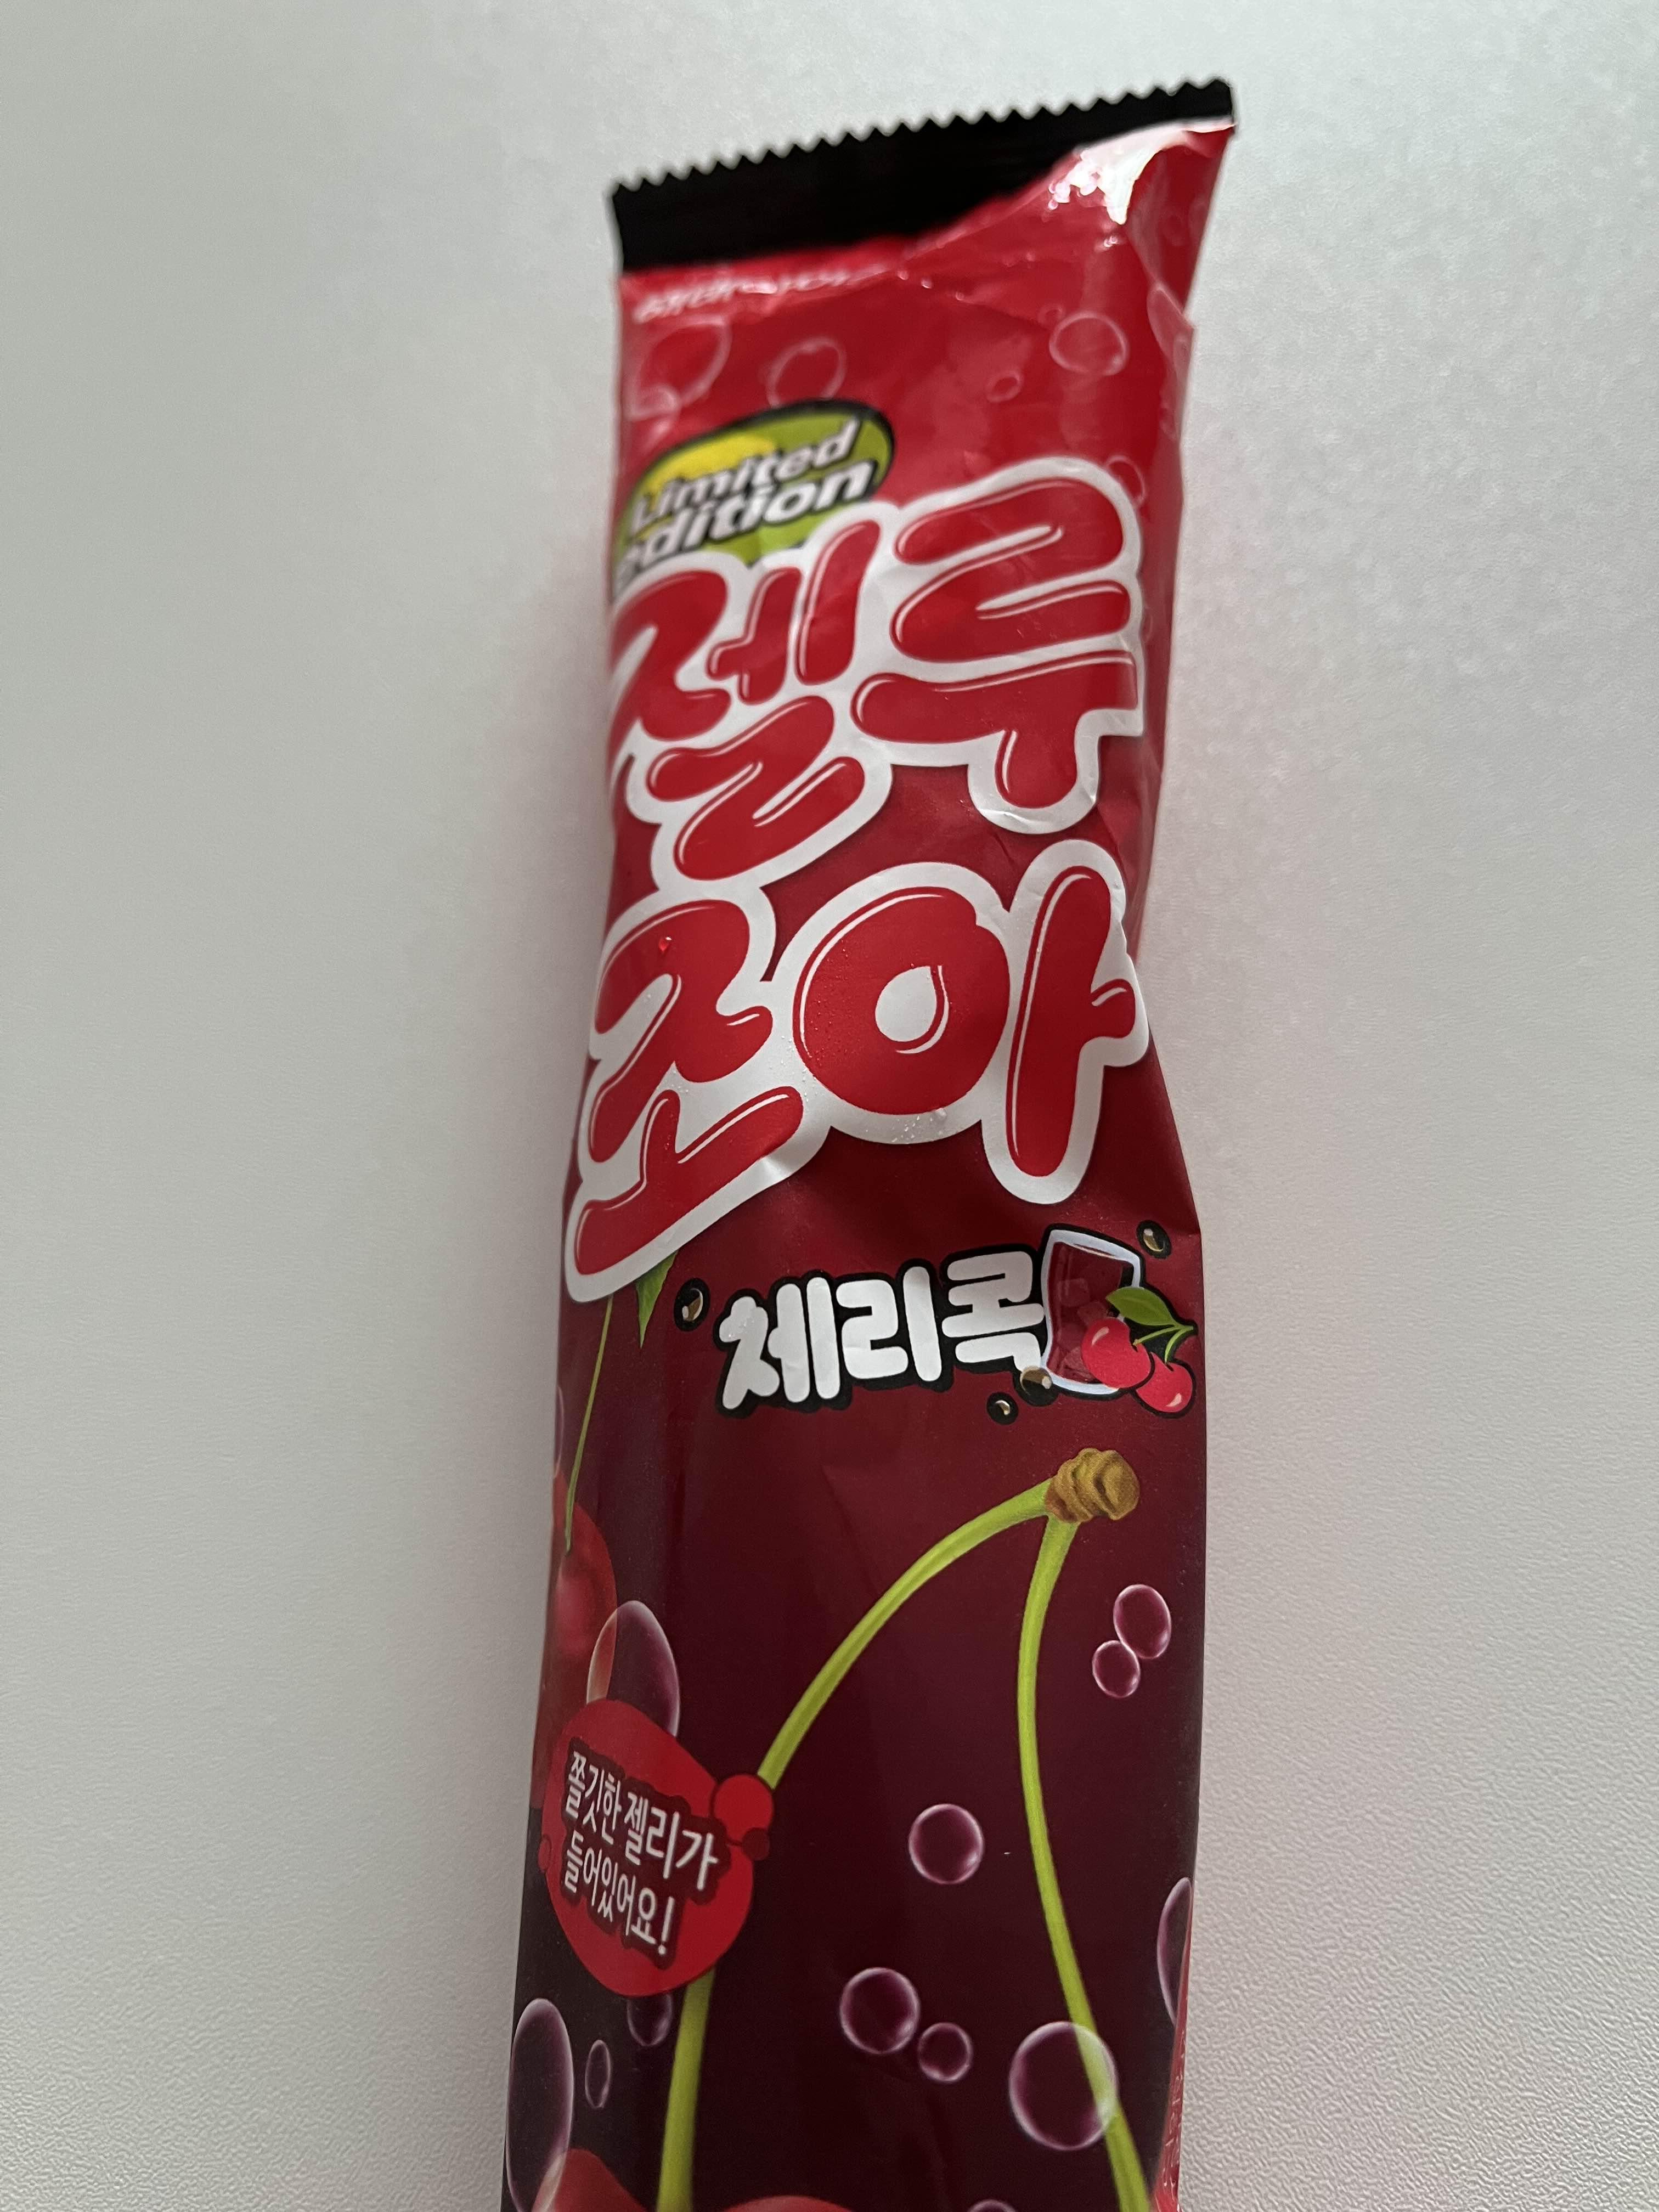 Limited
edition
젤루
조아
체리콕
쫄깃한 젤리가
들어있어요!